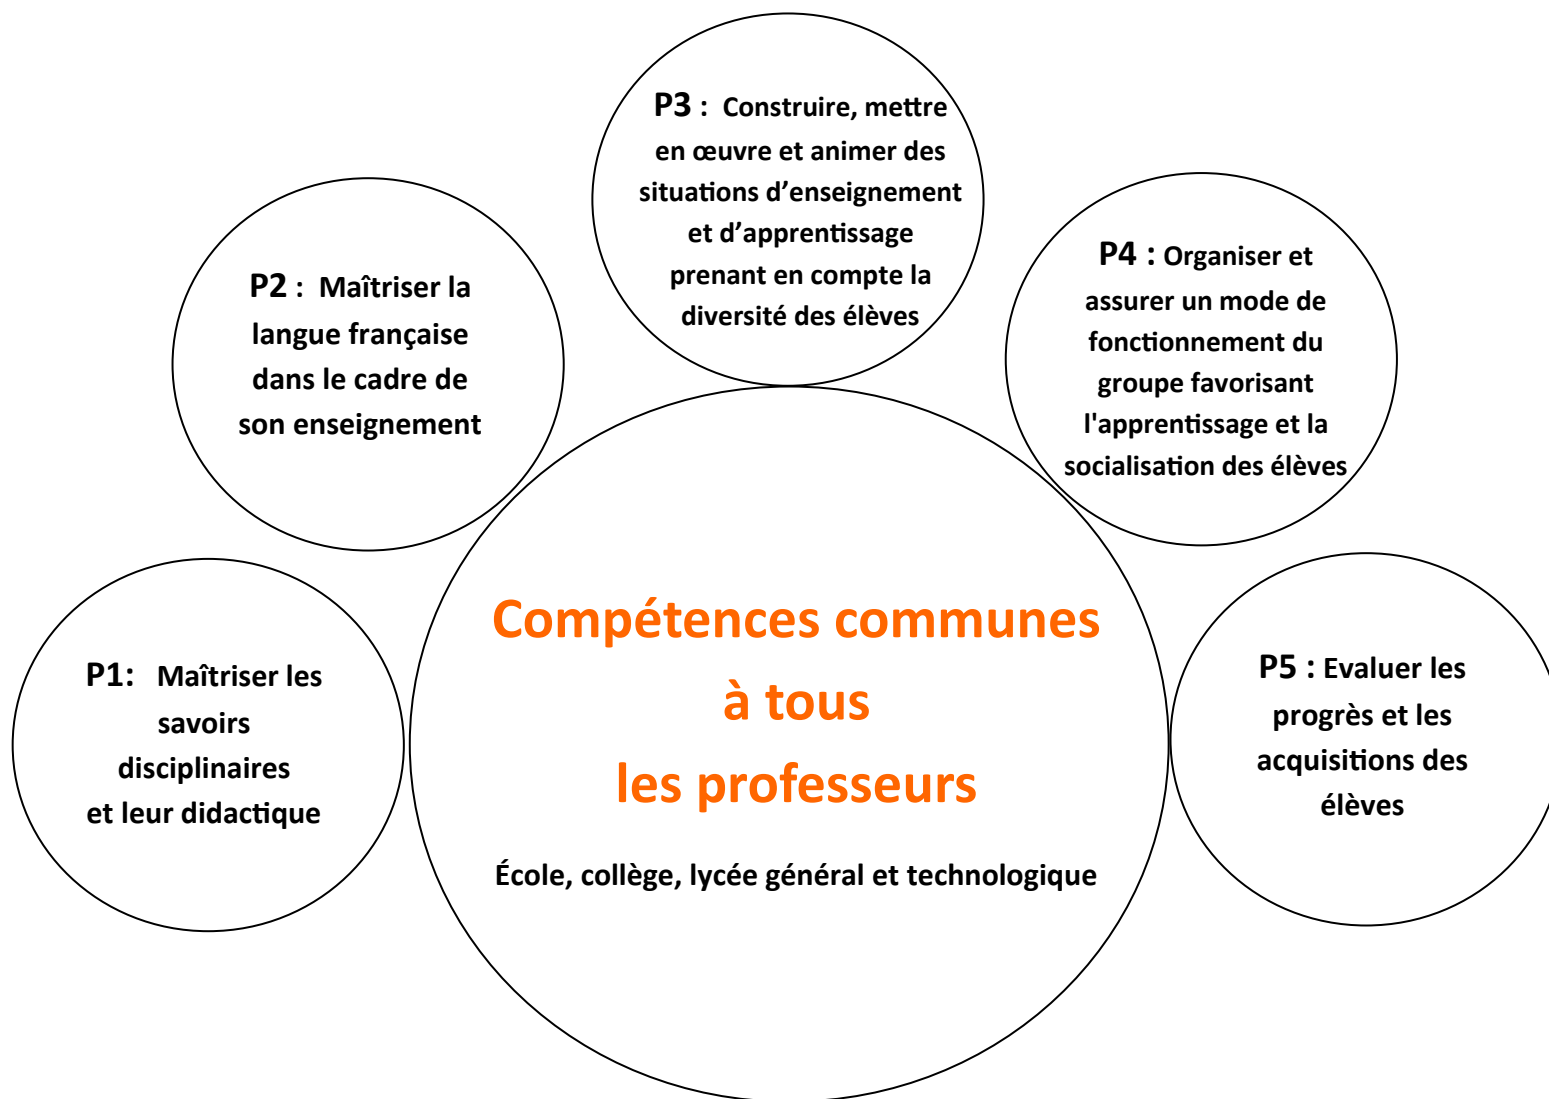 P3 : Construire, mettre
en œuvre et animer des
situations d’enseignement
et d’apprentissage
prenant en compte la
diversité des élèves
P2 : Maîtriser la
langue française
dans le cadre de
son enseignement
P4 : Organiser et
assurer un mode de
fonctionnement du
groupe favorisant
l'apprentissage et la
socialisation des élèves
P1: Maîtriser les
savoirs
disciplinaires
et leur didactique
Compétences communes
à tous
les professeurs
École, collège, lycée général et technologique
P5 : Evaluer les
progrès et les
acquisitions des
élèves